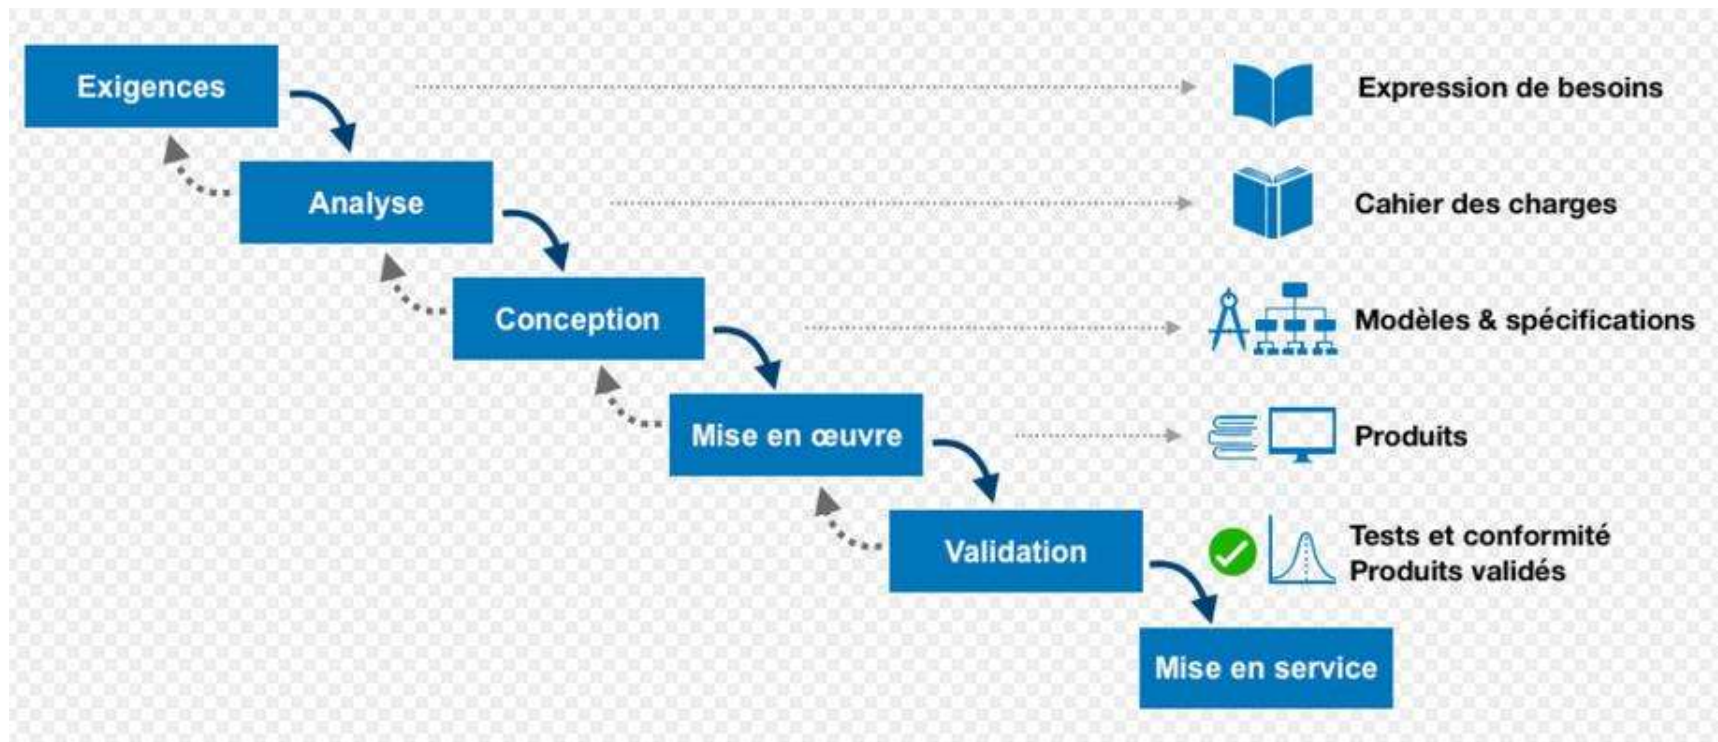 Exigences
Expression de besoins
Analyse
Cahier des charges
Conception
Modèles & spécifications
Mise en œuvre
Produits
Validation
Tests et conformité
Produits validés
Mise en service